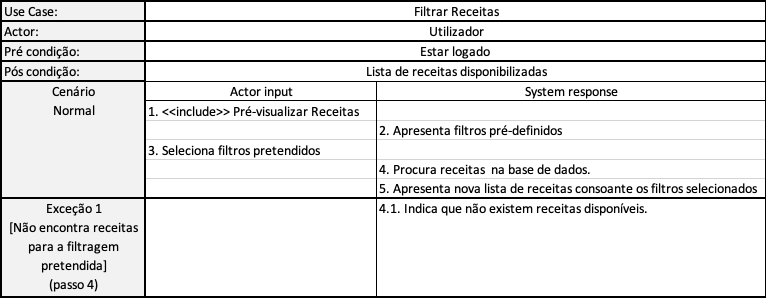 Use Case: Filtrar Receitas
Actor: Utilizador
Pré condição: Estar logado
Pós condição: Lista de receitas disponibilizadas
Cenário Normal Actor input System response
1. <<include>> Pré-visualizar Receitas
2. Apresenta filtros pré-definidos
3. Seleciona filtros pretendidos
4. Procura receitas na base de dados.
5. Apresenta nova lista de receitas consoante os filtros selecionados
Exceção 1 4.1. Indica que não existem receitas disponíveis.
[Não encontra receitas
para a filtragem
pretendida]
(passo 4)